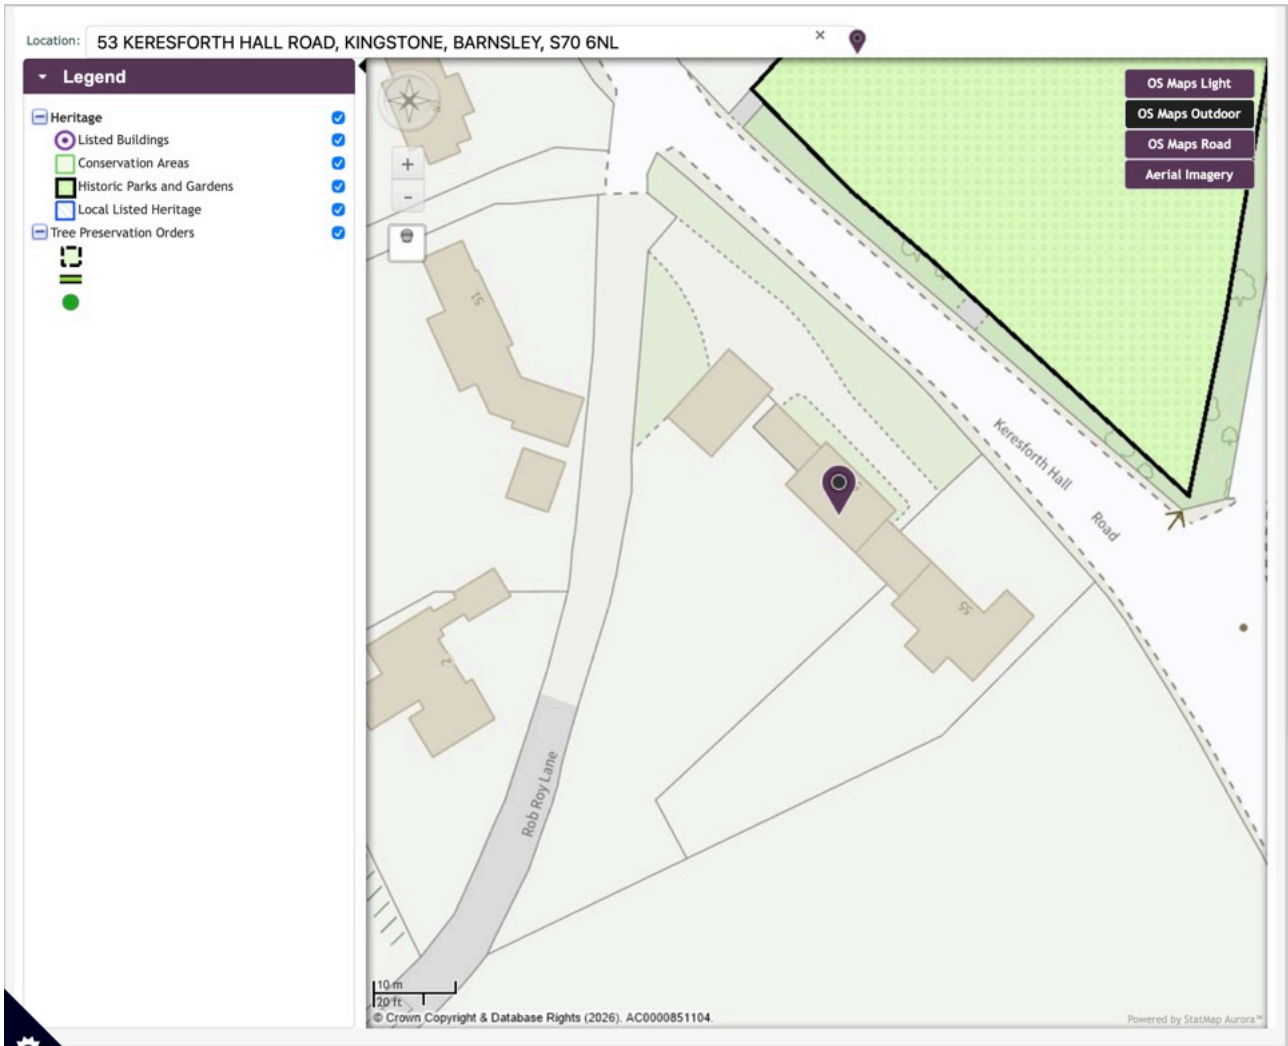 Location: 53 KERESFORTH HALL ROAD, KINGSTONE, BARNSLEY, S70 6NL ×
Legend
Heritage
Listed Buildings
Conservation Areas
Historic Parks and Gardens
Local Listed Heritage
Tree Preservation Orders
OS Maps Light
OS Maps Outdoor
OS Maps Road
Aerial Imagery
+
-
51
Keresforth Hall
Road
55
2
Rob Roy Lane
10 m
20 ft
© Crown Copyright & Database Rights (2026). AC0000851104.
Powered by StatMap Aurora™